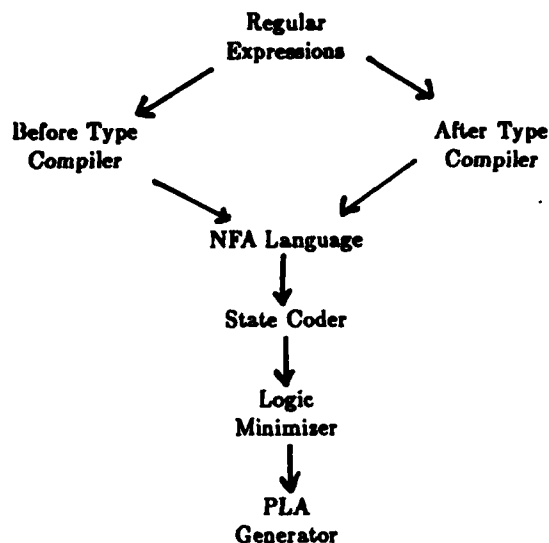 Regular
Expressions
Before Type
Compiler
After Type
Compiler
NFA Language
State Coder
Logic
Minimizer
PLA
Generator